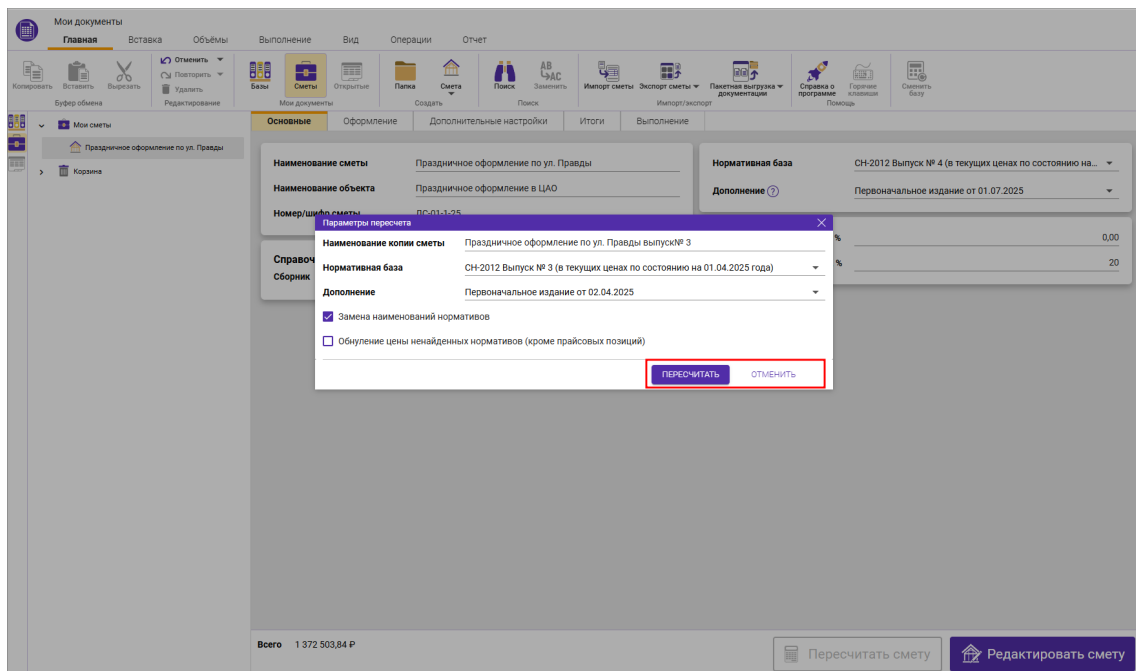 Мои документы
Главная Вставка Объёмы Выполнение Вид Операции Отчет
Копировать Вставить Вырезать
Буфер обмена
Отменить
Повторить
Удалить
Редактирование
Базы Сметы Открытые
Мои документы
Папка Смета
Создать
Поиск Заменить
AB
AC
Поиск
Импорт сметы Экспорт сметы Пакетная выгрузка документации
Импорт/экспорт
Справка о программе Горячие клавиши
Помощь
Сменить базу
Мои сметы
Праздничное оформление по ул. Правды
Корзина
Основные Оформление Дополнительные настройки Итоги Выполнение
Наименование сметы Праздничное оформление по ул. Правды
Наименование объекта Праздничное оформление в ЦАО
Номер/шифр сметы ЛС-01-1-25
Нормативная база СН-2012 Выпуск № 4 (в текущих ценах по состоянию на...
Дополнение ? Первоначальное издание от 01.07.2025
Справоч
Сборник
% 0,00
% 20
Параметры пересчета
Наименование копии сметы Праздничное оформление по ул. Правды выпуск№ 3
Нормативная база СН-2012 Выпуск № 3 (в текущих ценах по состоянию на 01.04.2025 года)
Дополнение Первоначальное издание от 02.04.2025
Замена наименований нормативов
Обнуление цены ненайденных нормативов (кроме прайсовых позиций)
ПЕРЕСЧИТАТЬ ОТМЕНИТЬ
Всего 1 372 503,84 ₽
Пересчитать смету Редактировать смету